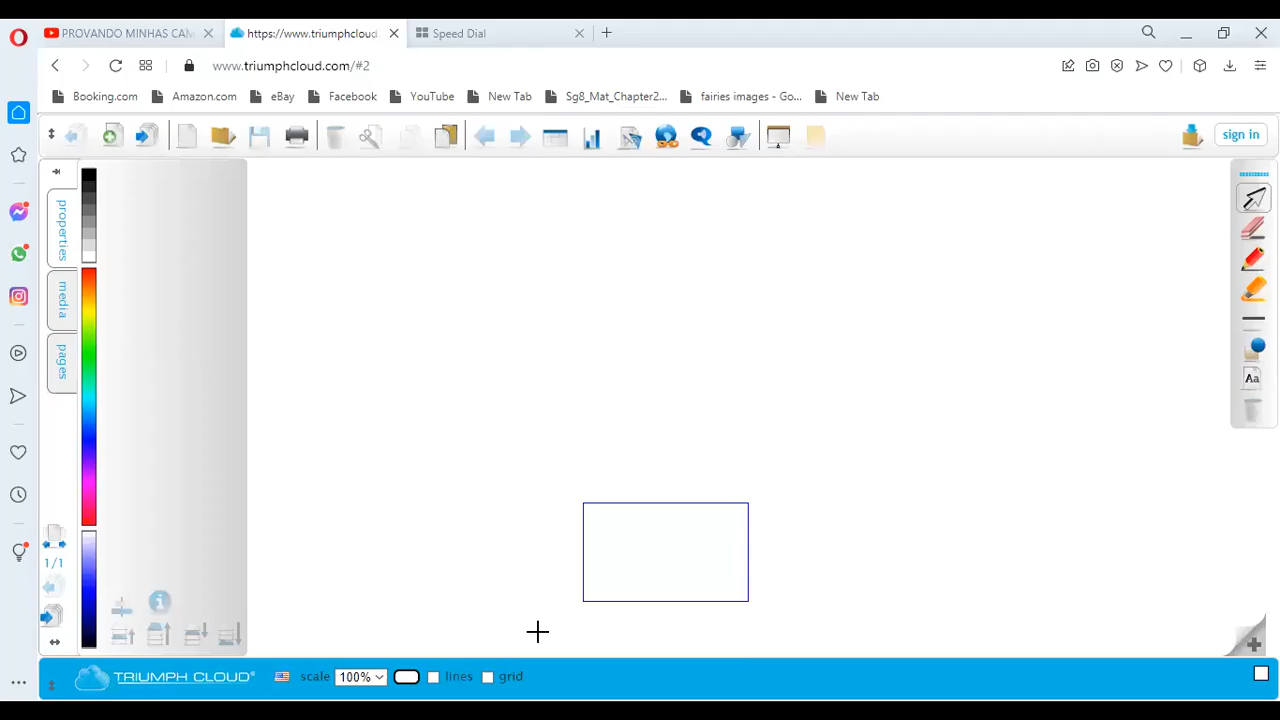 PROVANDO MINHAS CAN
https://www.triumphcloud.
Speed Dial
www.triumphcloud.com/#2
Booking.com Amazon.com eBay Facebook YouTube New Tab Sg8_Mat_Chapter2... fairies images - Go... New Tab
sign in
properties
media
pages
Aa
1/1
TRIUMPH CLOUD® scale 100% lines grid